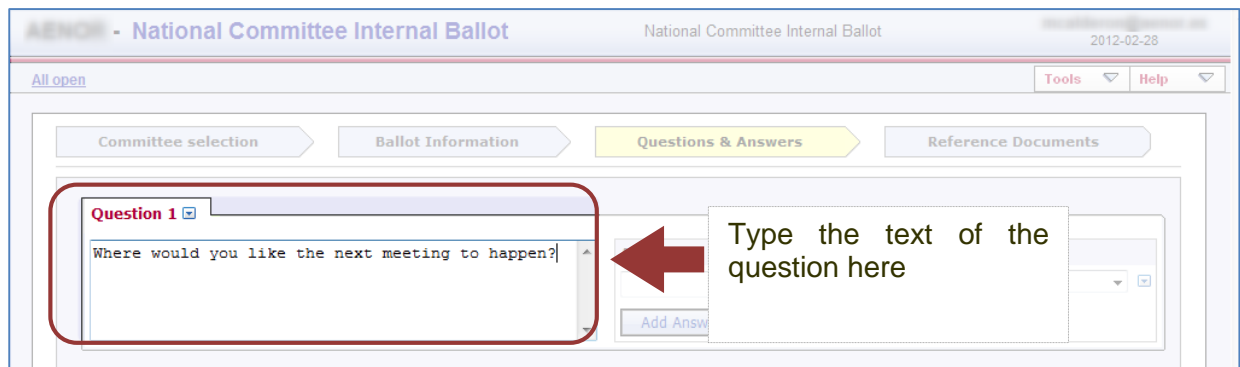 AENOR - National Committee Internal Ballot
National Committee Internal Ballot
2012-02-28
All open
Tools
Help
Committee selection
Ballot Information
Questions & Answers
Reference Documents
Question 1
Where would you like the next meeting to happen?
Type the text of the
question here
Add Answ